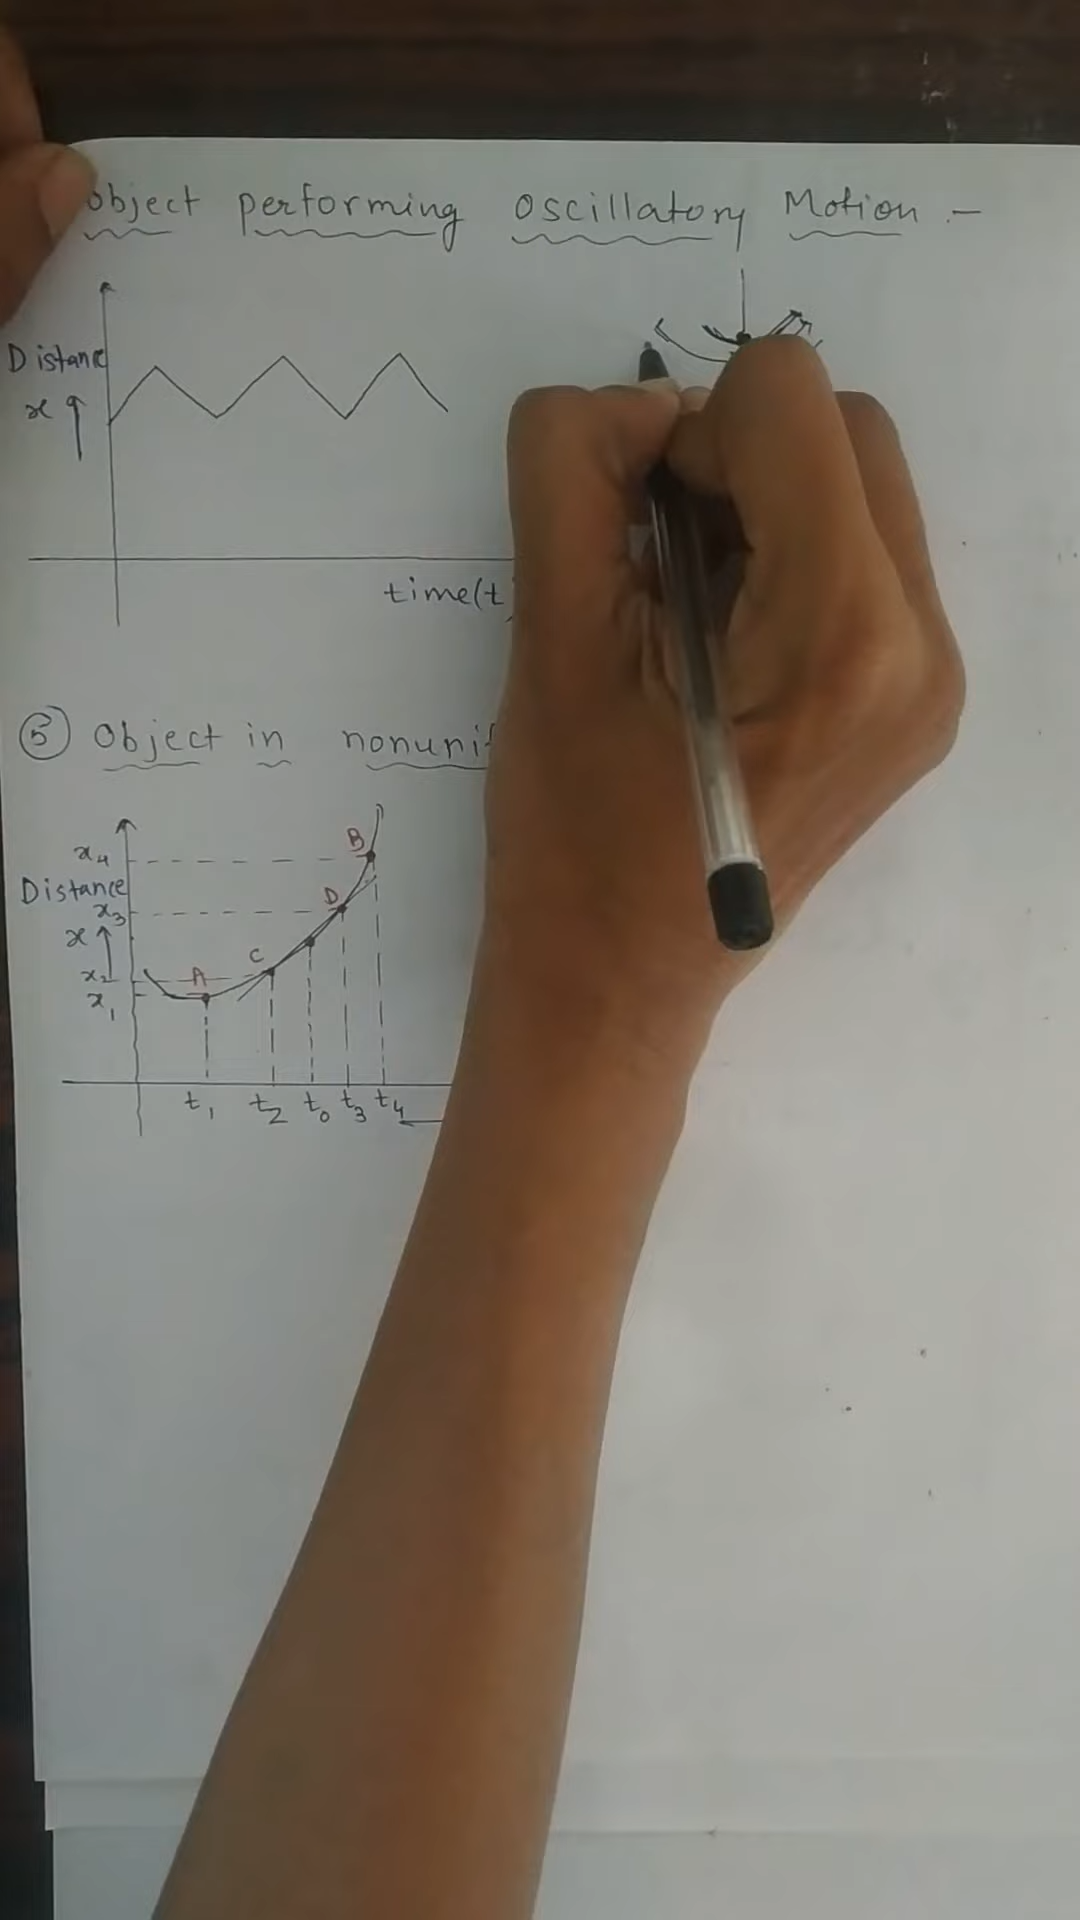 object performing oscillatory Motion :-
Distance
x
time(t
⑤ Object in
B
x4
Distance
D
x3
x
C
x2
A
x1
t1 t2 t0 t3 t4